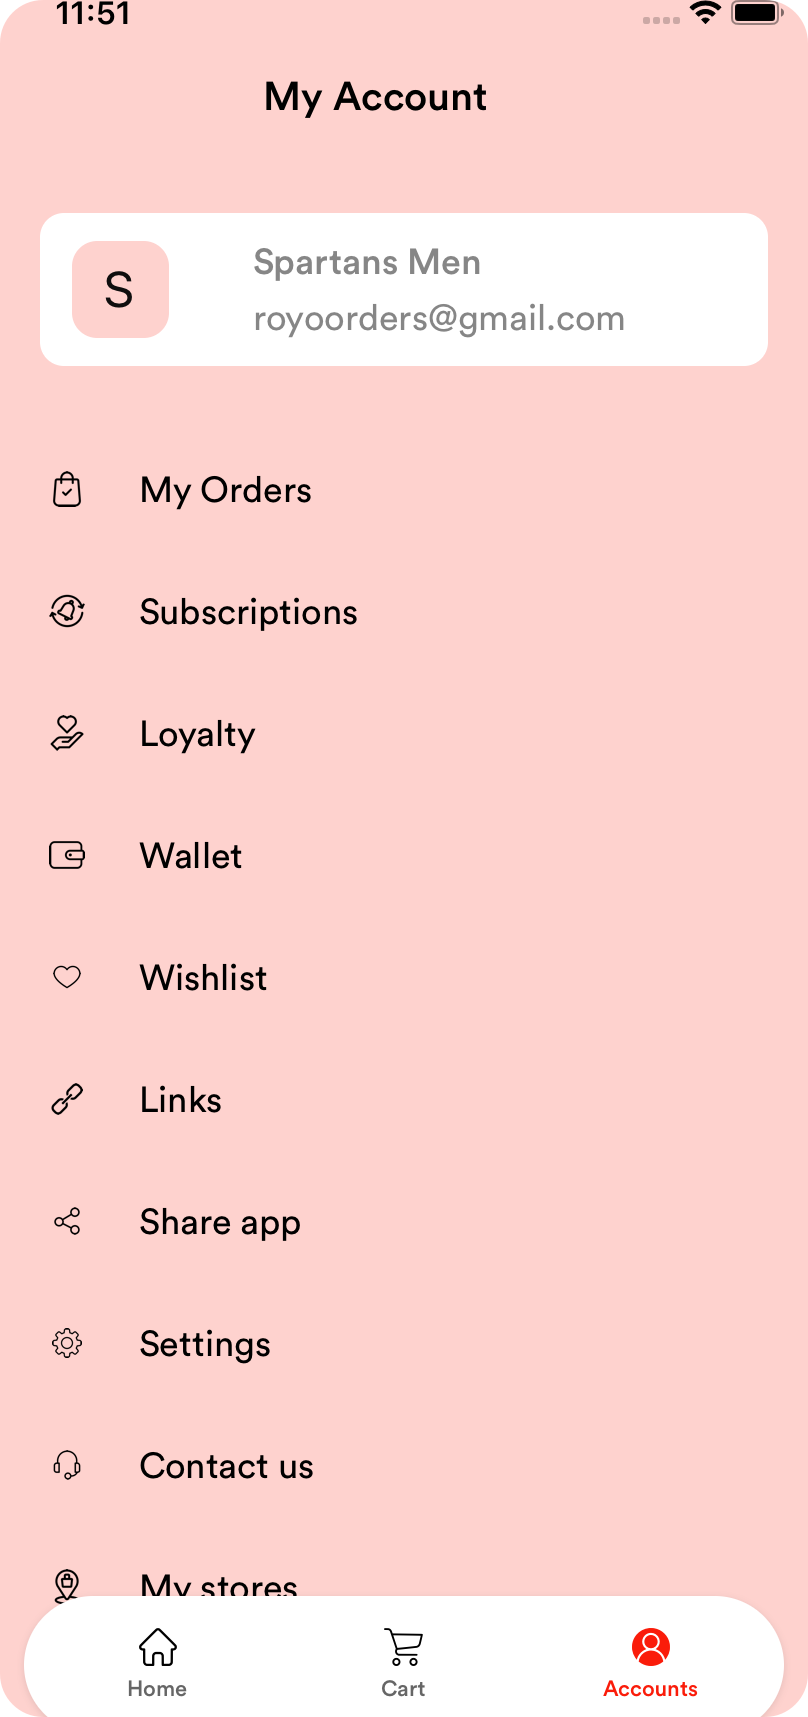 11:51
My Account
S
Spartans Men
royoorders@gmail.com
My Orders
Subscriptions
Loyalty
Wallet
Wishlist
Links
Share app
Settings
Contact us
My stores
Home
Cart
Accounts